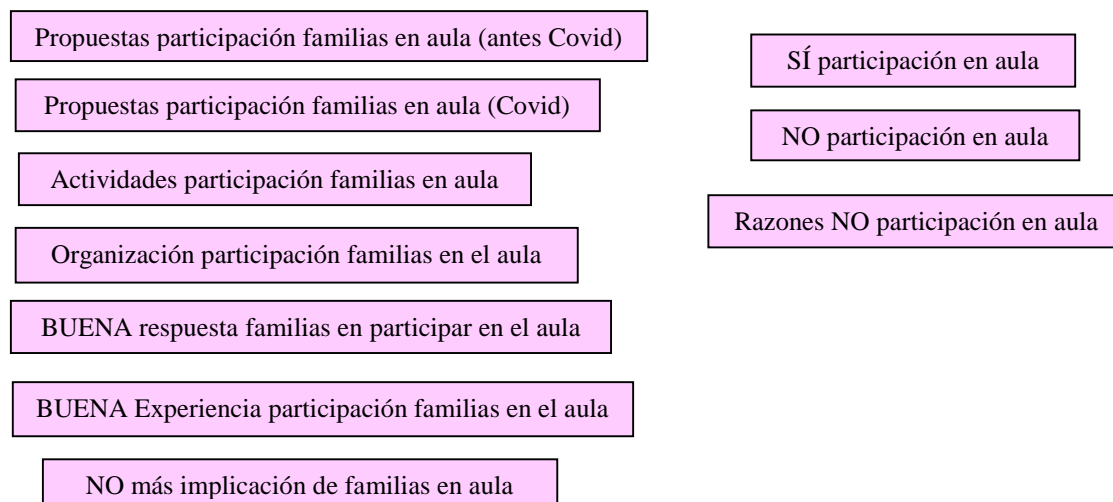 Propuestas participación familias en aula (antes Covid)
Propuestas participación familias en aula (Covid)
Actividades participación familias en aula
Organización participación familias en el aula
BUENA respuesta familias en participar en el aula
BUENA Experiencia participación familias en el aula
NO más implicación de familias en aula
SÍ participación en aula
NO participación en aula
Razones NO participación en aula